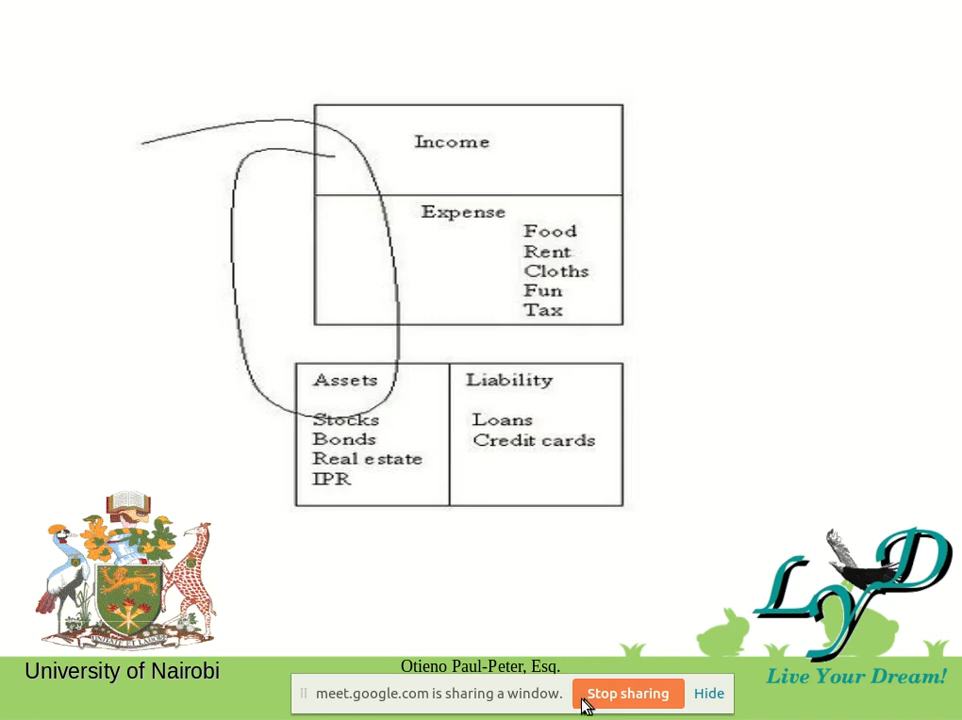 Income
Expense
Food
Rent
Cloths
Fun
Tax
Assets
Stocks
Bonds
Real estate
IPR
Liability
Loans
Credit cards
University of Nairobi
Otieno Paul-Peter, Esq.
meet.google.com is sharing a window.
Stop sharing
Hide
LYD
Live Your Dream!